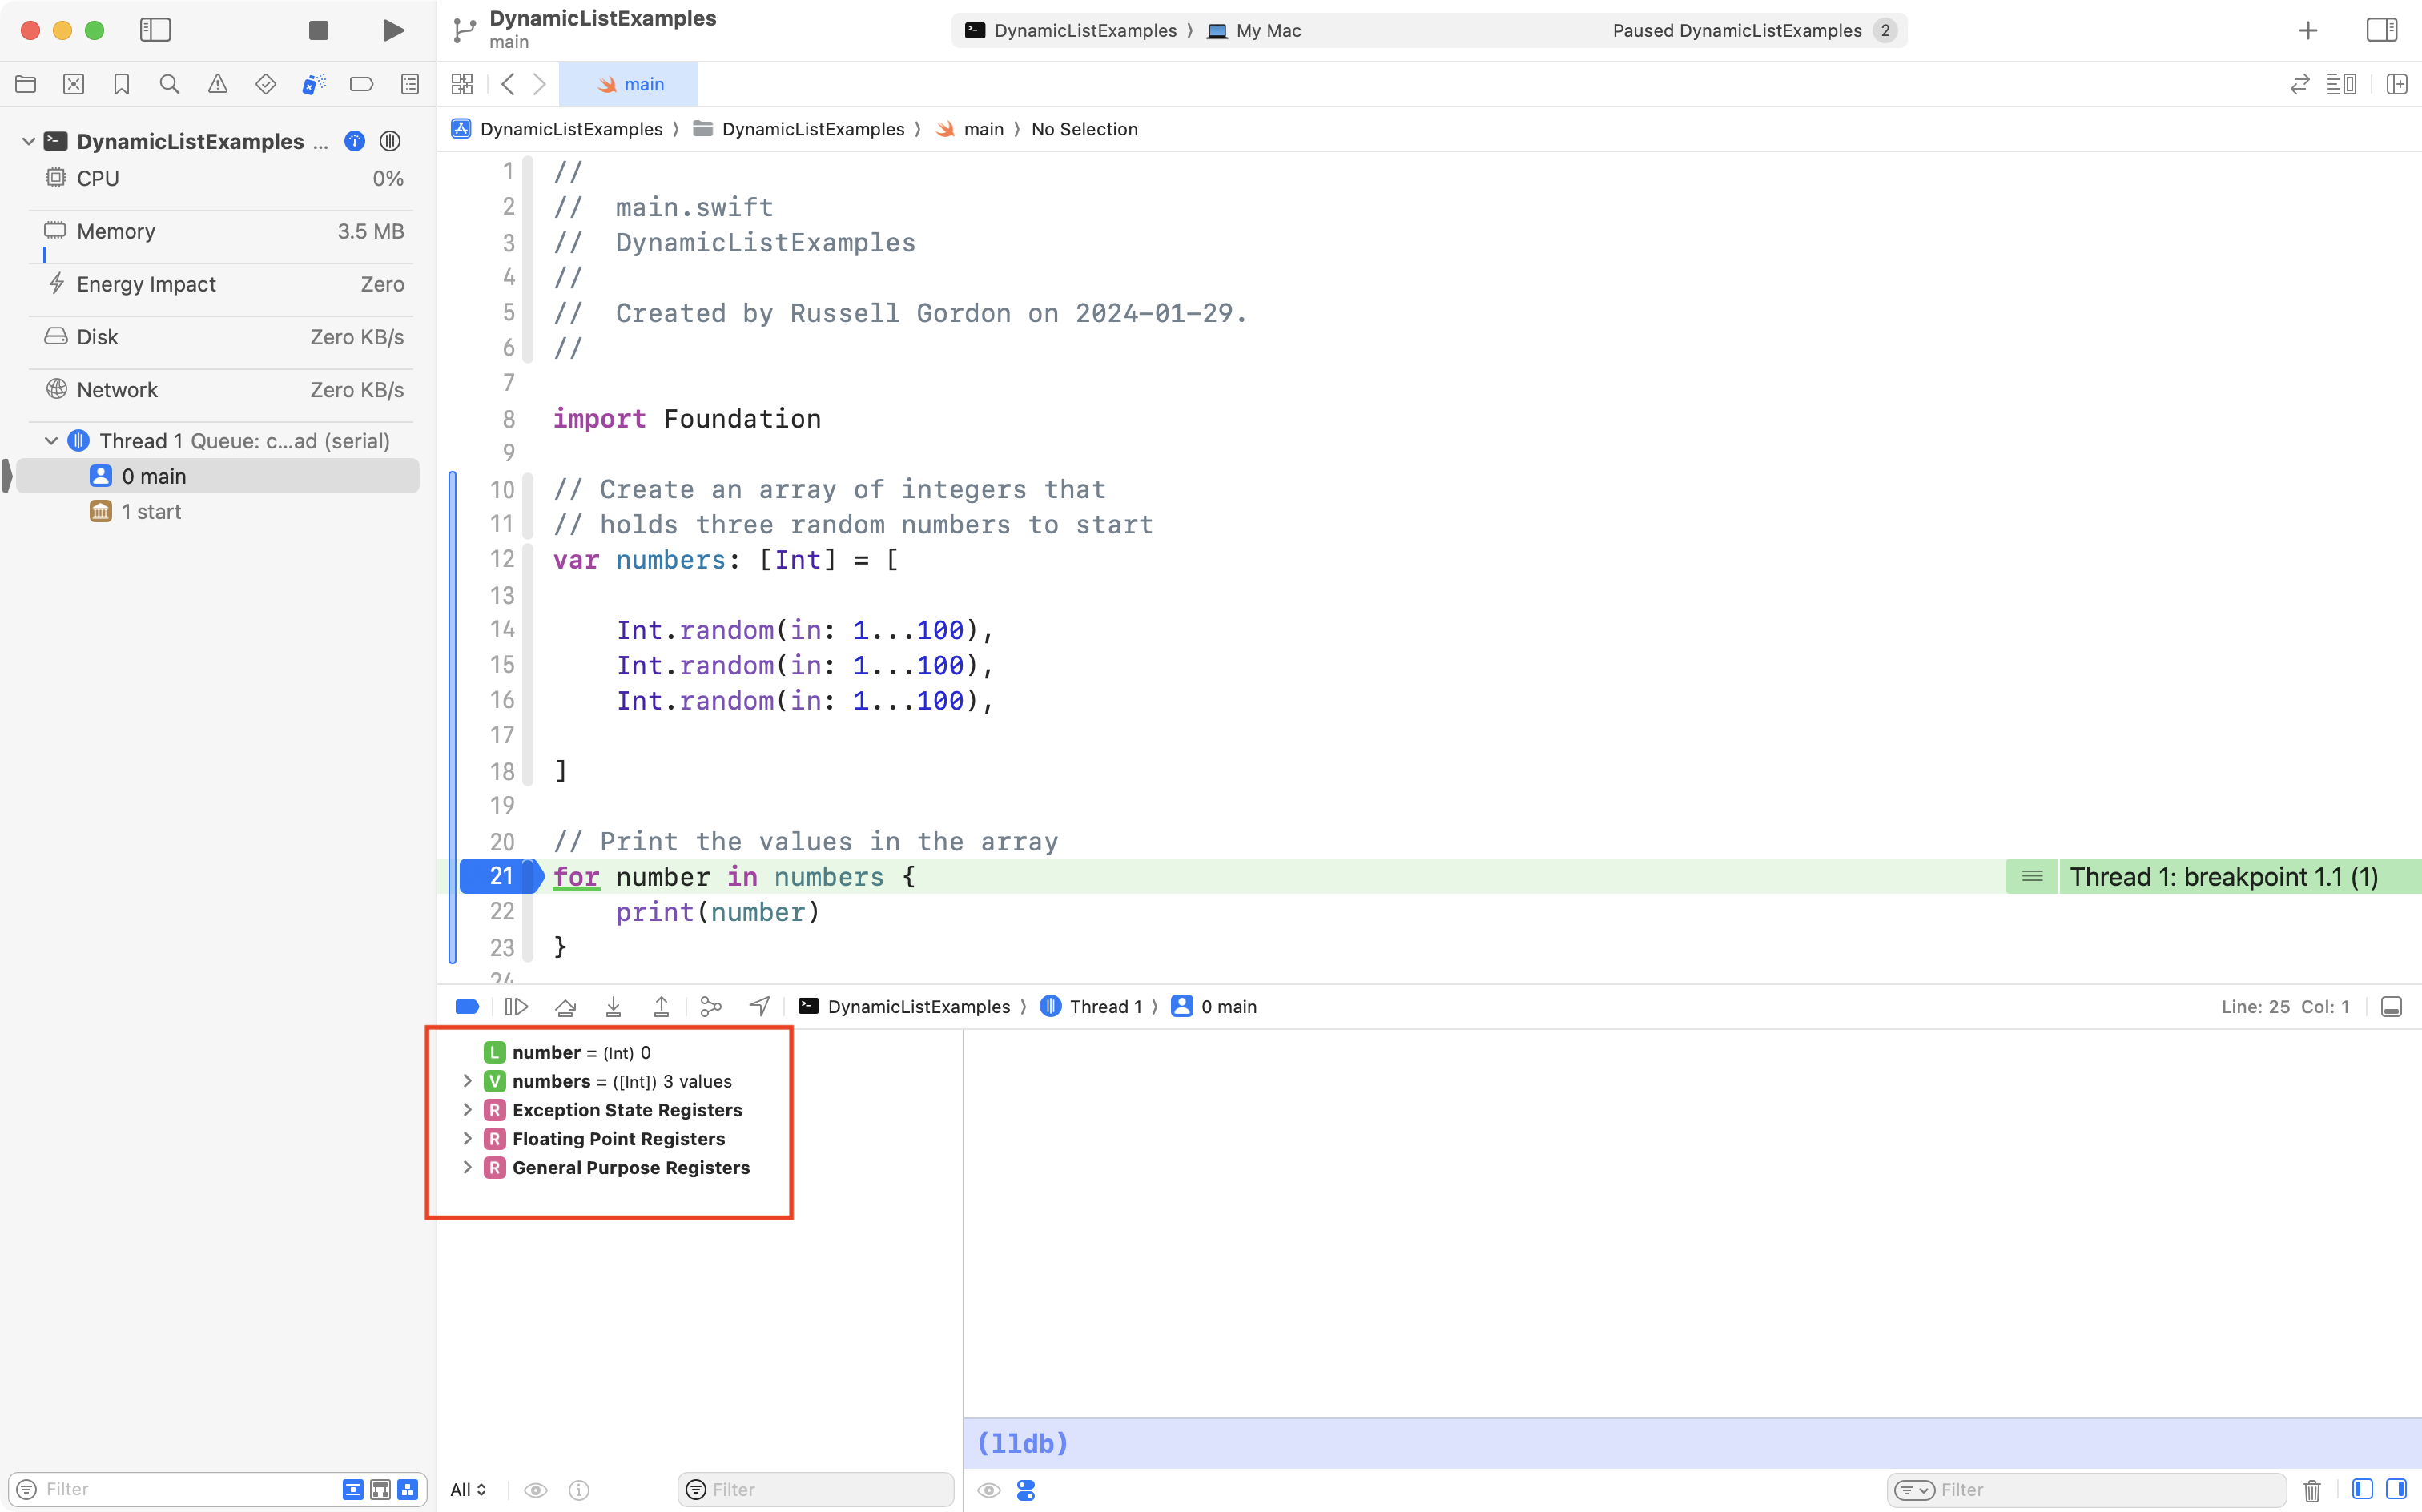 DynamicListExamples
main
DynamicListExamples 〉 My Mac
Paused DynamicListExamples 2
main
DynamicListExamples 〉 DynamicListExamples 〉 main 〉 No Selection
DynamicListExamples ...
CPU 0%
Memory 3.5 MB
Energy Impact Zero
Disk Zero KB/s
Network Zero KB/s
Thread 1 Queue: c...ad (serial)
0 main
1 start
1 //
2 //  main.swift
3 //  DynamicListExamples
4 //
5 //  Created by Russell Gordon on 2024-01-29.
6 //
7
8 import Foundation
9
10 // Create an array of integers that
11 // holds three random numbers to start
12 var numbers: [Int] = [
13
14     Int.random(in: 1...100),
15     Int.random(in: 1...100),
16     Int.random(in: 1...100),
17
18 ]
19
20 // Print the values in the array
21 for number in numbers {
Thread 1: breakpoint 1.1 (1)
22     print(number)
23 }
24
DynamicListExamples 〉 Thread 1 〉 0 main
Line: 25 Col: 1
L number = (Int) 0
V numbers = ([Int]) 3 values
R Exception State Registers
R Floating Point Registers
R General Purpose Registers
(lldb)
Filter
All
Filter
Filter